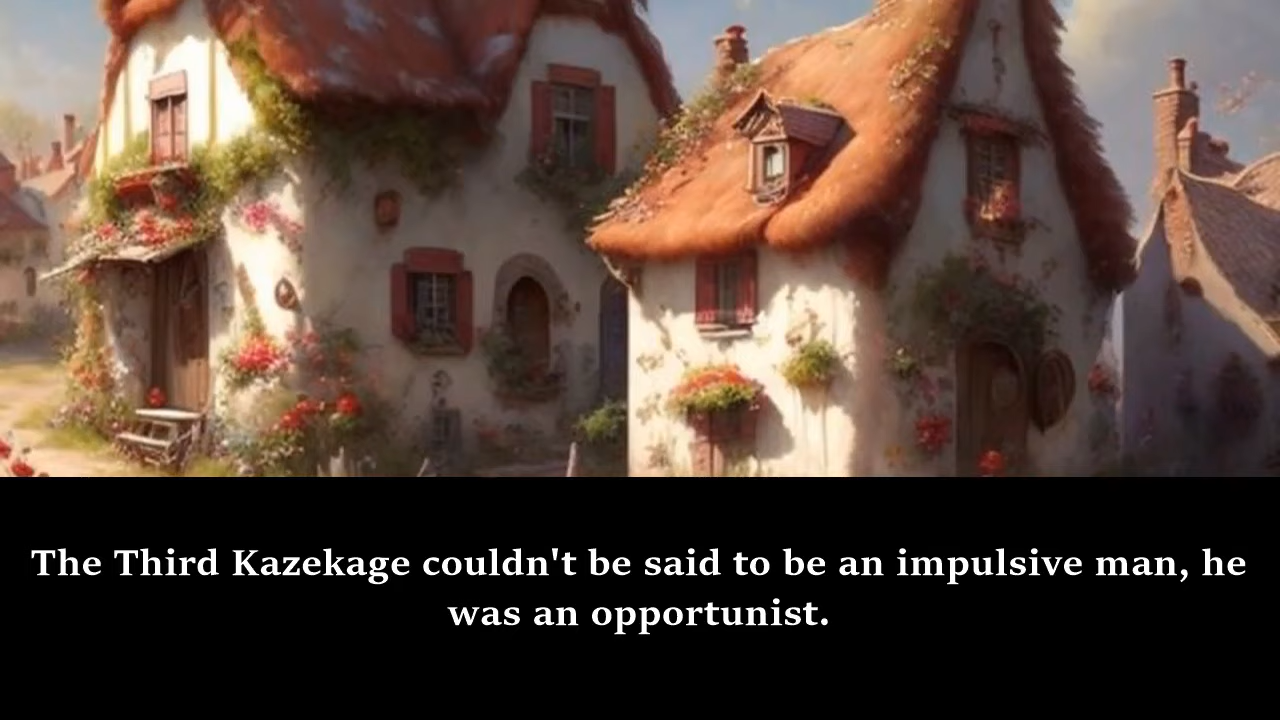 The Third Kazekage couldn't be said to be an impulsive man, he
was an opportunist.